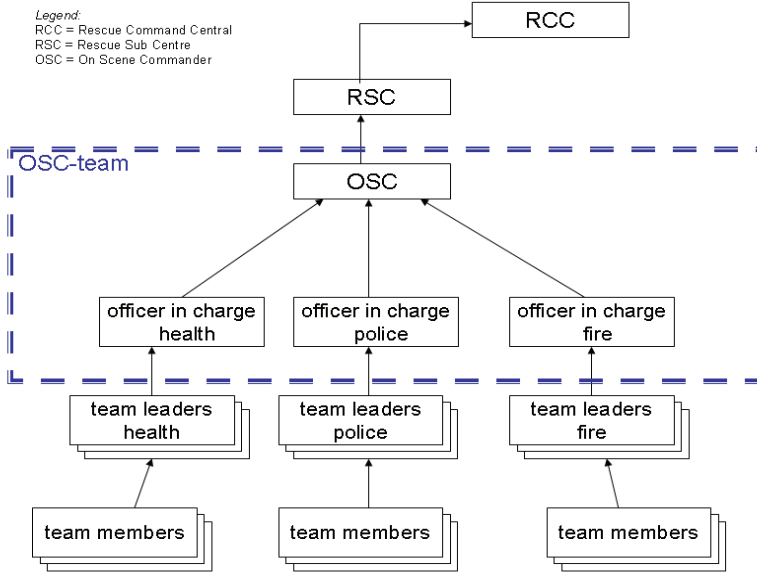 Legend:
RCC = Rescue Command Central
RSC = Rescue Sub Centre
OSC = On Scene Commander
RCC
RSC
OSC-team
OSC
officer in charge
health
officer in charge
police
officer in charge
fire
team leaders
health
team leaders
police
team leaders
fire
team members
team members
team members